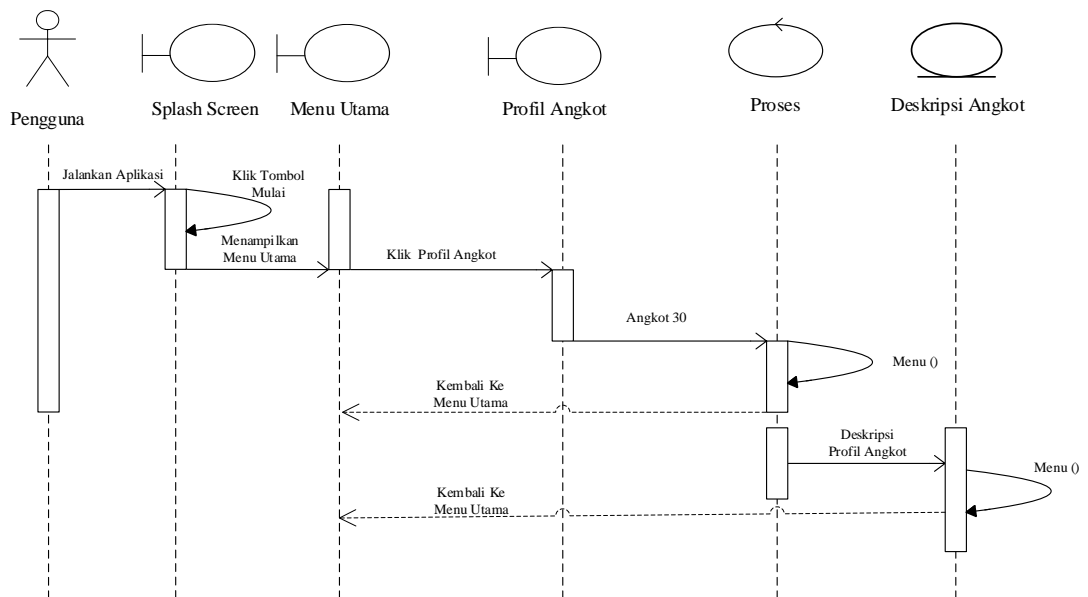 Pengguna
Splash Screen
Menu Utama
Profil Angkot
Proses
Deskripsi Angkot
Jalankan Aplikasi
Klik Tombol
Mulai
Menampilkan
Menu Utama
Klik Profil Angkot
Angkot 30
Menu ()
Kembali Ke
Menu Utama
Deskripsi
Profil Angkot
Menu ()
Kembali Ke
Menu Utama